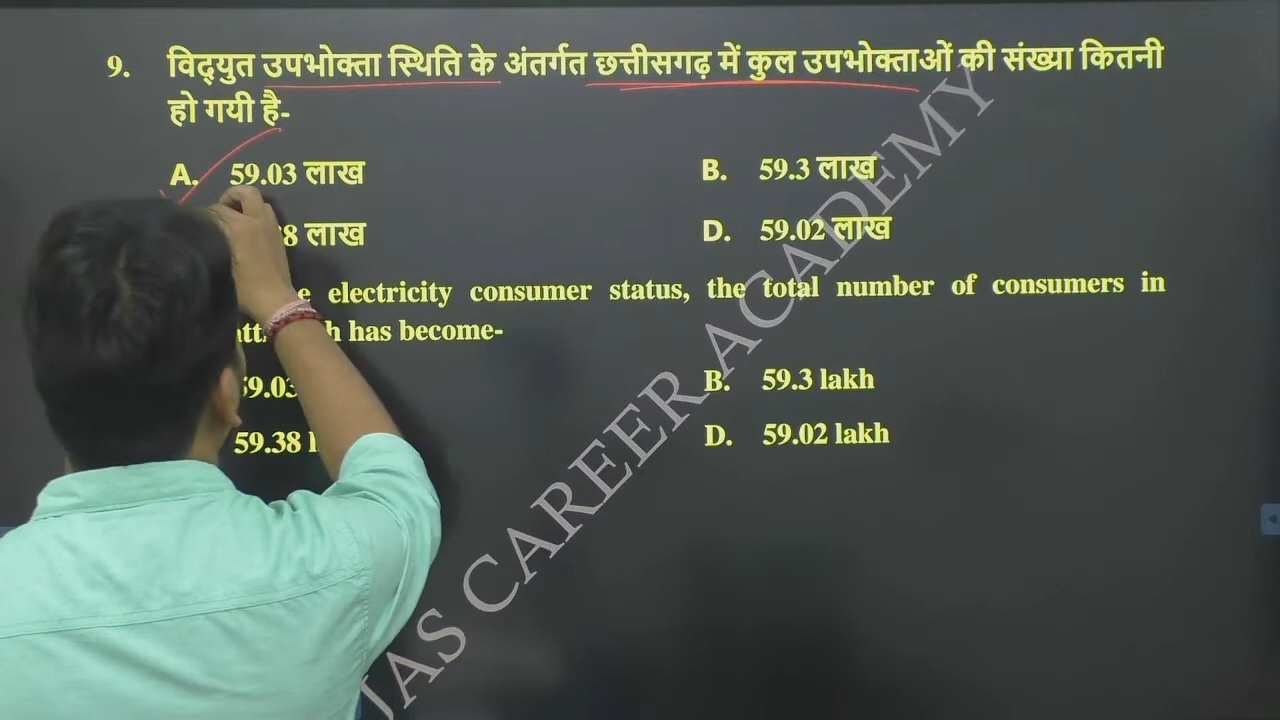 9. विद्युत उपभोक्ता स्थिति के अंतर्गत छत्तीसगढ़ में कुल उपभोक्ताओं की संख्या कितनी
हो गयी है-
A. 59.03 लाख B. 59.3 लाख
8 लाख D. 59.02 लाख
electricity consumer status, the total number of consumers in
has become-
B. 59.3 lakh
59.38 D. 59.02 lakh
JAS CAREER ACADEMY